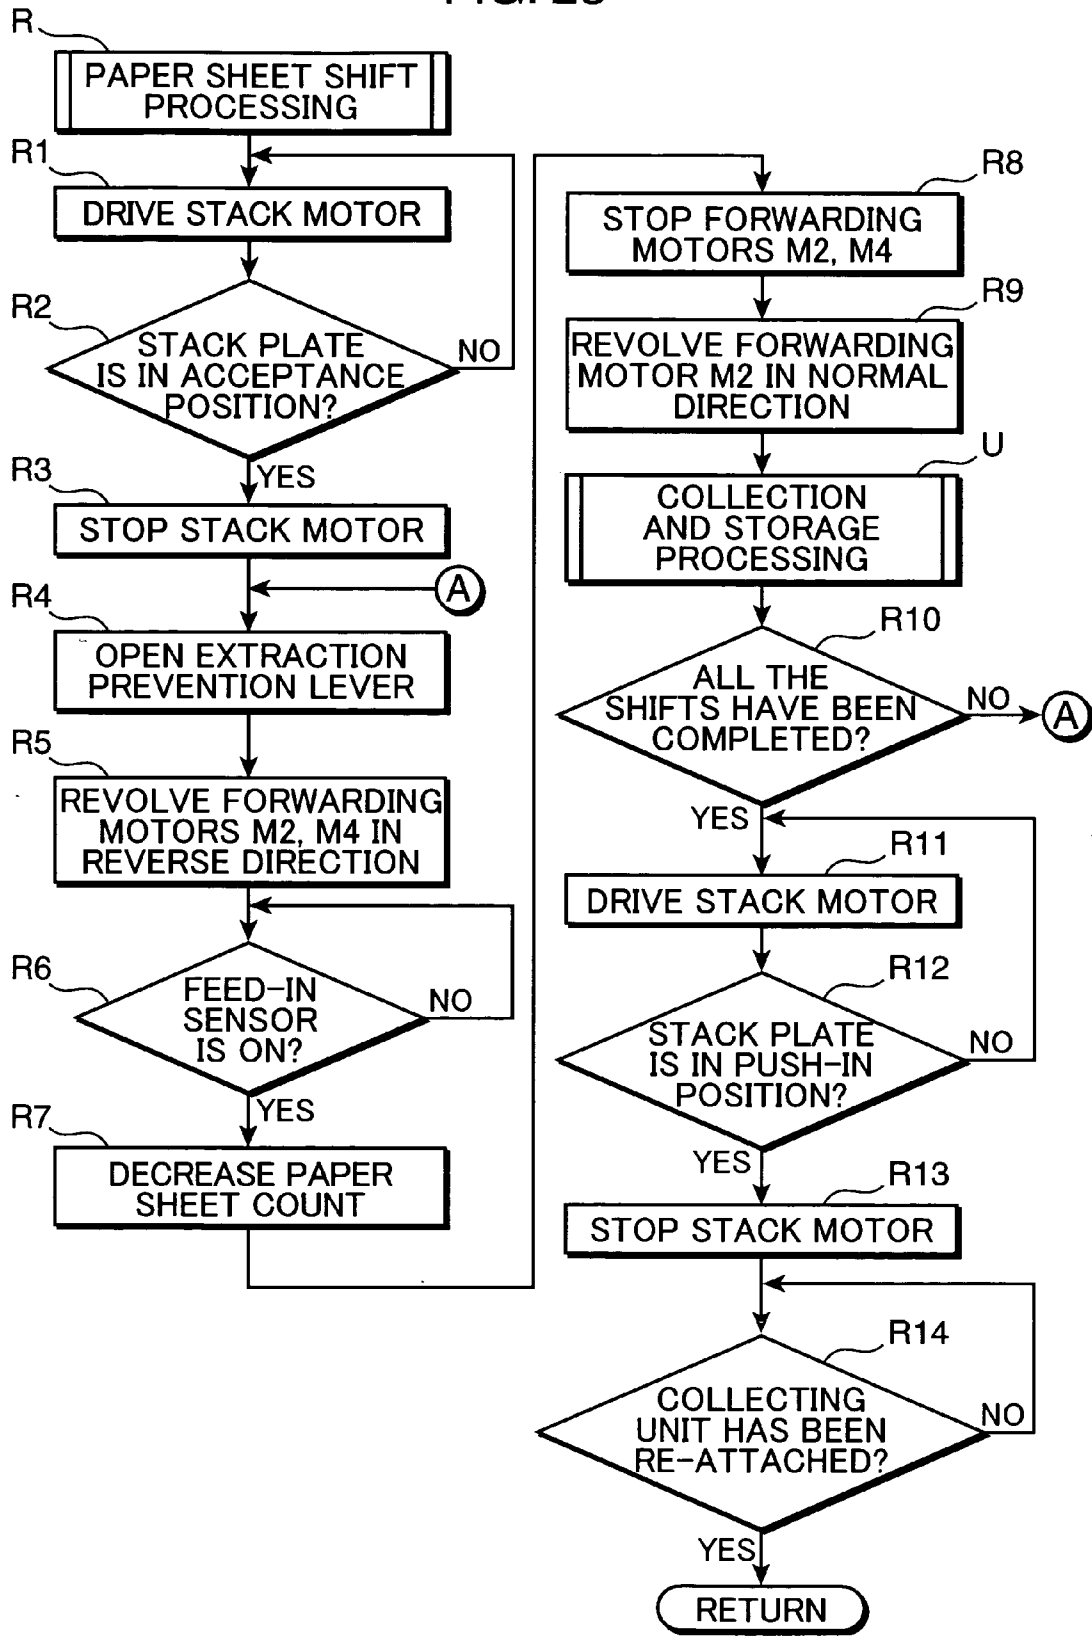 R
PAPER SHEET SHIFT
PROCESSING
R1
DRIVE STACK MOTOR
R2
STACK PLATE
IS IN ACCEPTANCE
POSITION?
NO
YES
R3
STOP STACK MOTOR
A
R4
OPEN EXTRACTION
PREVENTION LEVER
R5
REVOLVE FORWARDING
MOTORS M2, M4 IN
REVERSE DIRECTION
R6
FEED-IN
SENSOR
IS ON?
NO
YES
R7
DECREASE PAPER
SHEET COUNT
R8
STOP FORWARDING
MOTORS M2, M4
R9
REVOLVE FORWARDING
MOTOR M2 IN NORMAL
DIRECTION
U
COLLECTION
AND STORAGE
PROCESSING
R10
ALL THE
SHIFTS HAVE BEEN
COMPLETED?
NO
A
YES
R11
DRIVE STACK MOTOR
R12
STACK PLATE
IS IN PUSH-IN
POSITION?
NO
YES
R13
STOP STACK MOTOR
R14
COLLECTING
UNIT HAS BEEN
RE-ATTACHED?
NO
YES
RETURN